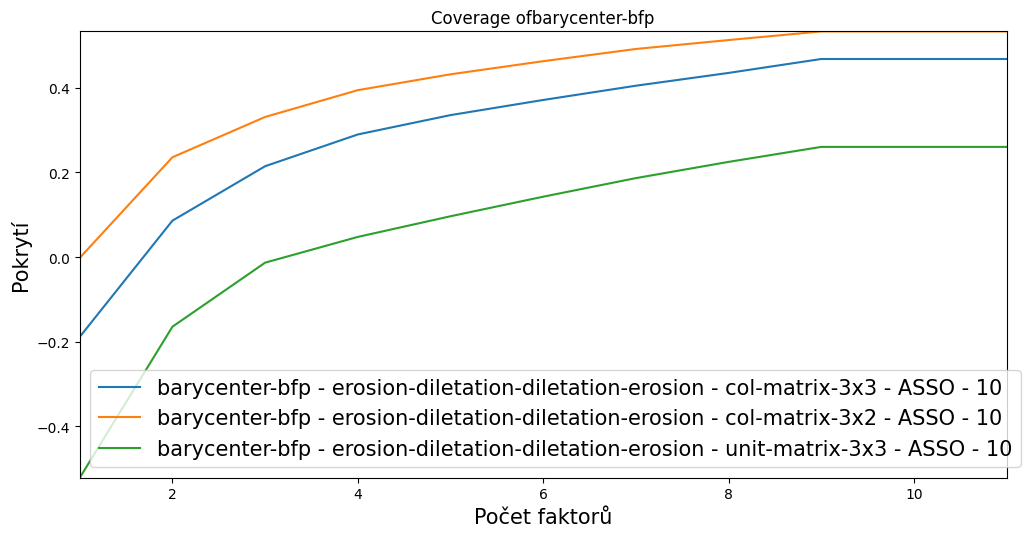 Coverage ofbarycenter-bfp
Pokrytí
0.4
0.2
0.0
−0.2
−0.4
barycenter-bfp - erosion-diletation-diletation-erosion - col-matrix-3x3 - ASSO - 10
barycenter-bfp - erosion-diletation-diletation-erosion - col-matrix-3x2 - ASSO - 10
barycenter-bfp - erosion-diletation-diletation-erosion - unit-matrix-3x3 - ASSO - 10
2 4 6 8 10
Počet faktorů